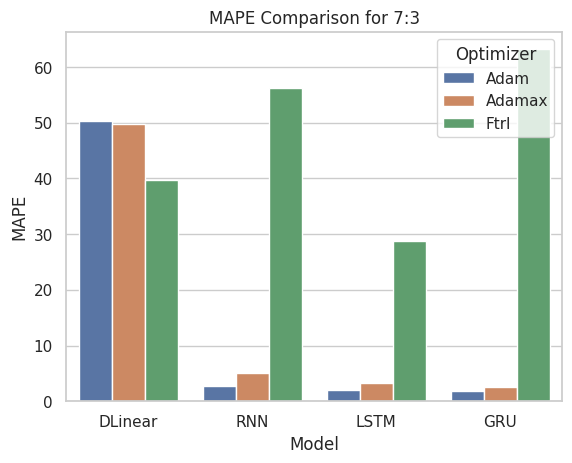 MAPE Comparison for 7:3
Optimizer
Adam
Adamax
Ftrl
MAPE
60
50
40
30
20
10
0
DLinear RNN LSTM GRU
Model